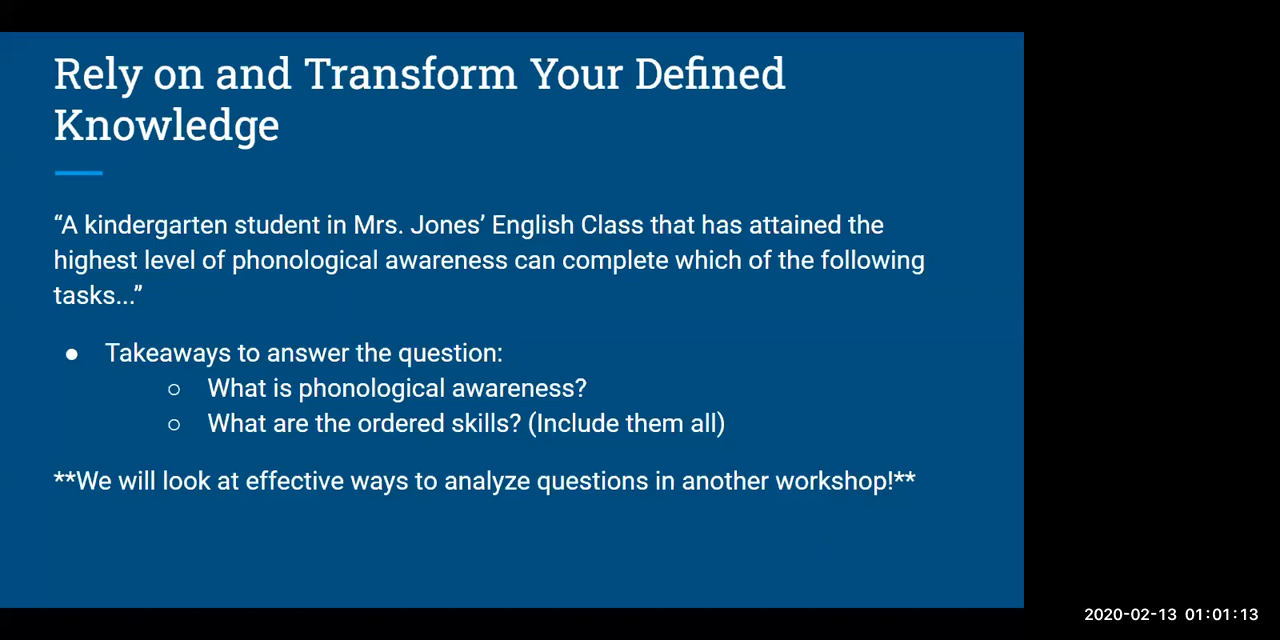 Rely on and Transform Your Defined
Knowledge
“A kindergarten student in Mrs. Jones’ English Class that has attained the
highest level of phonological awareness can complete which of the following
tasks...”
● Takeaways to answer the question:
○ What is phonological awareness?
○ What are the ordered skills? (Include them all)
**We will look at effective ways to analyze questions in another workshop!**
2020-02-13 01:01:13